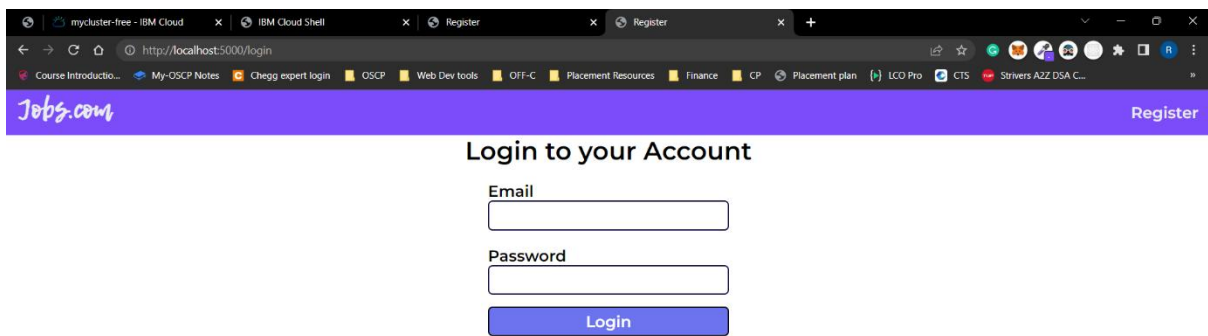 mycluster-free - IBM Cloud IBM Cloud Shell Register Register
http://localhost:5000/login
Course Introductio... My-OSCP Notes Chegg expert login OSCP Web Dev tools OFF-C Placement Resources Finance CP Placement plan LCO Pro CTS Strivers A2Z DSA C...
Jobs.com Register
Login to your Account
Email
Password
Login